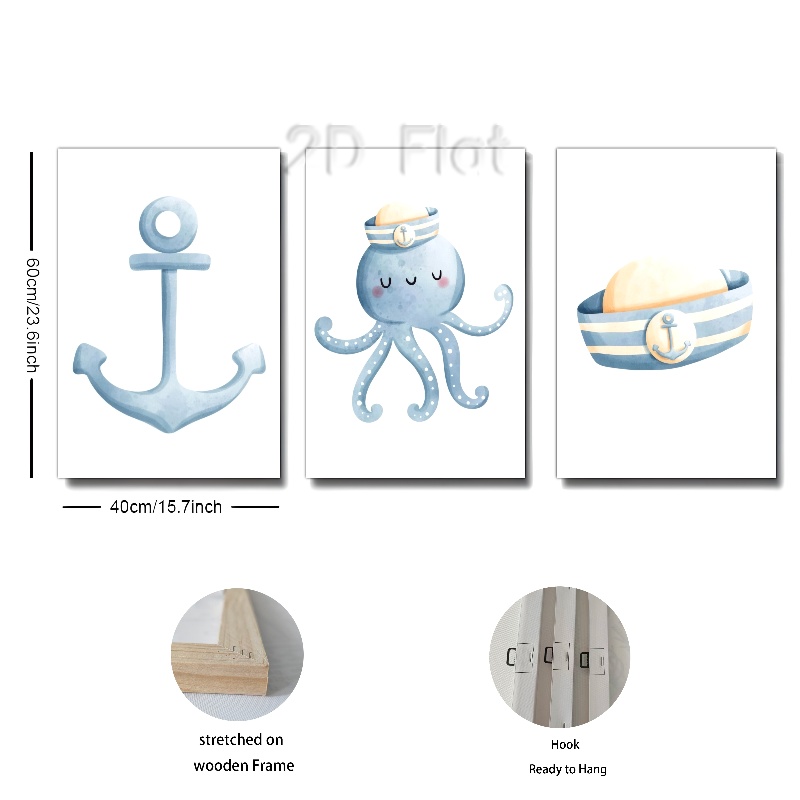 2D Flat
60cm/23.6inch
40cm/15.7inch
stretched on
wooden Frame
Hook
Ready to Hang